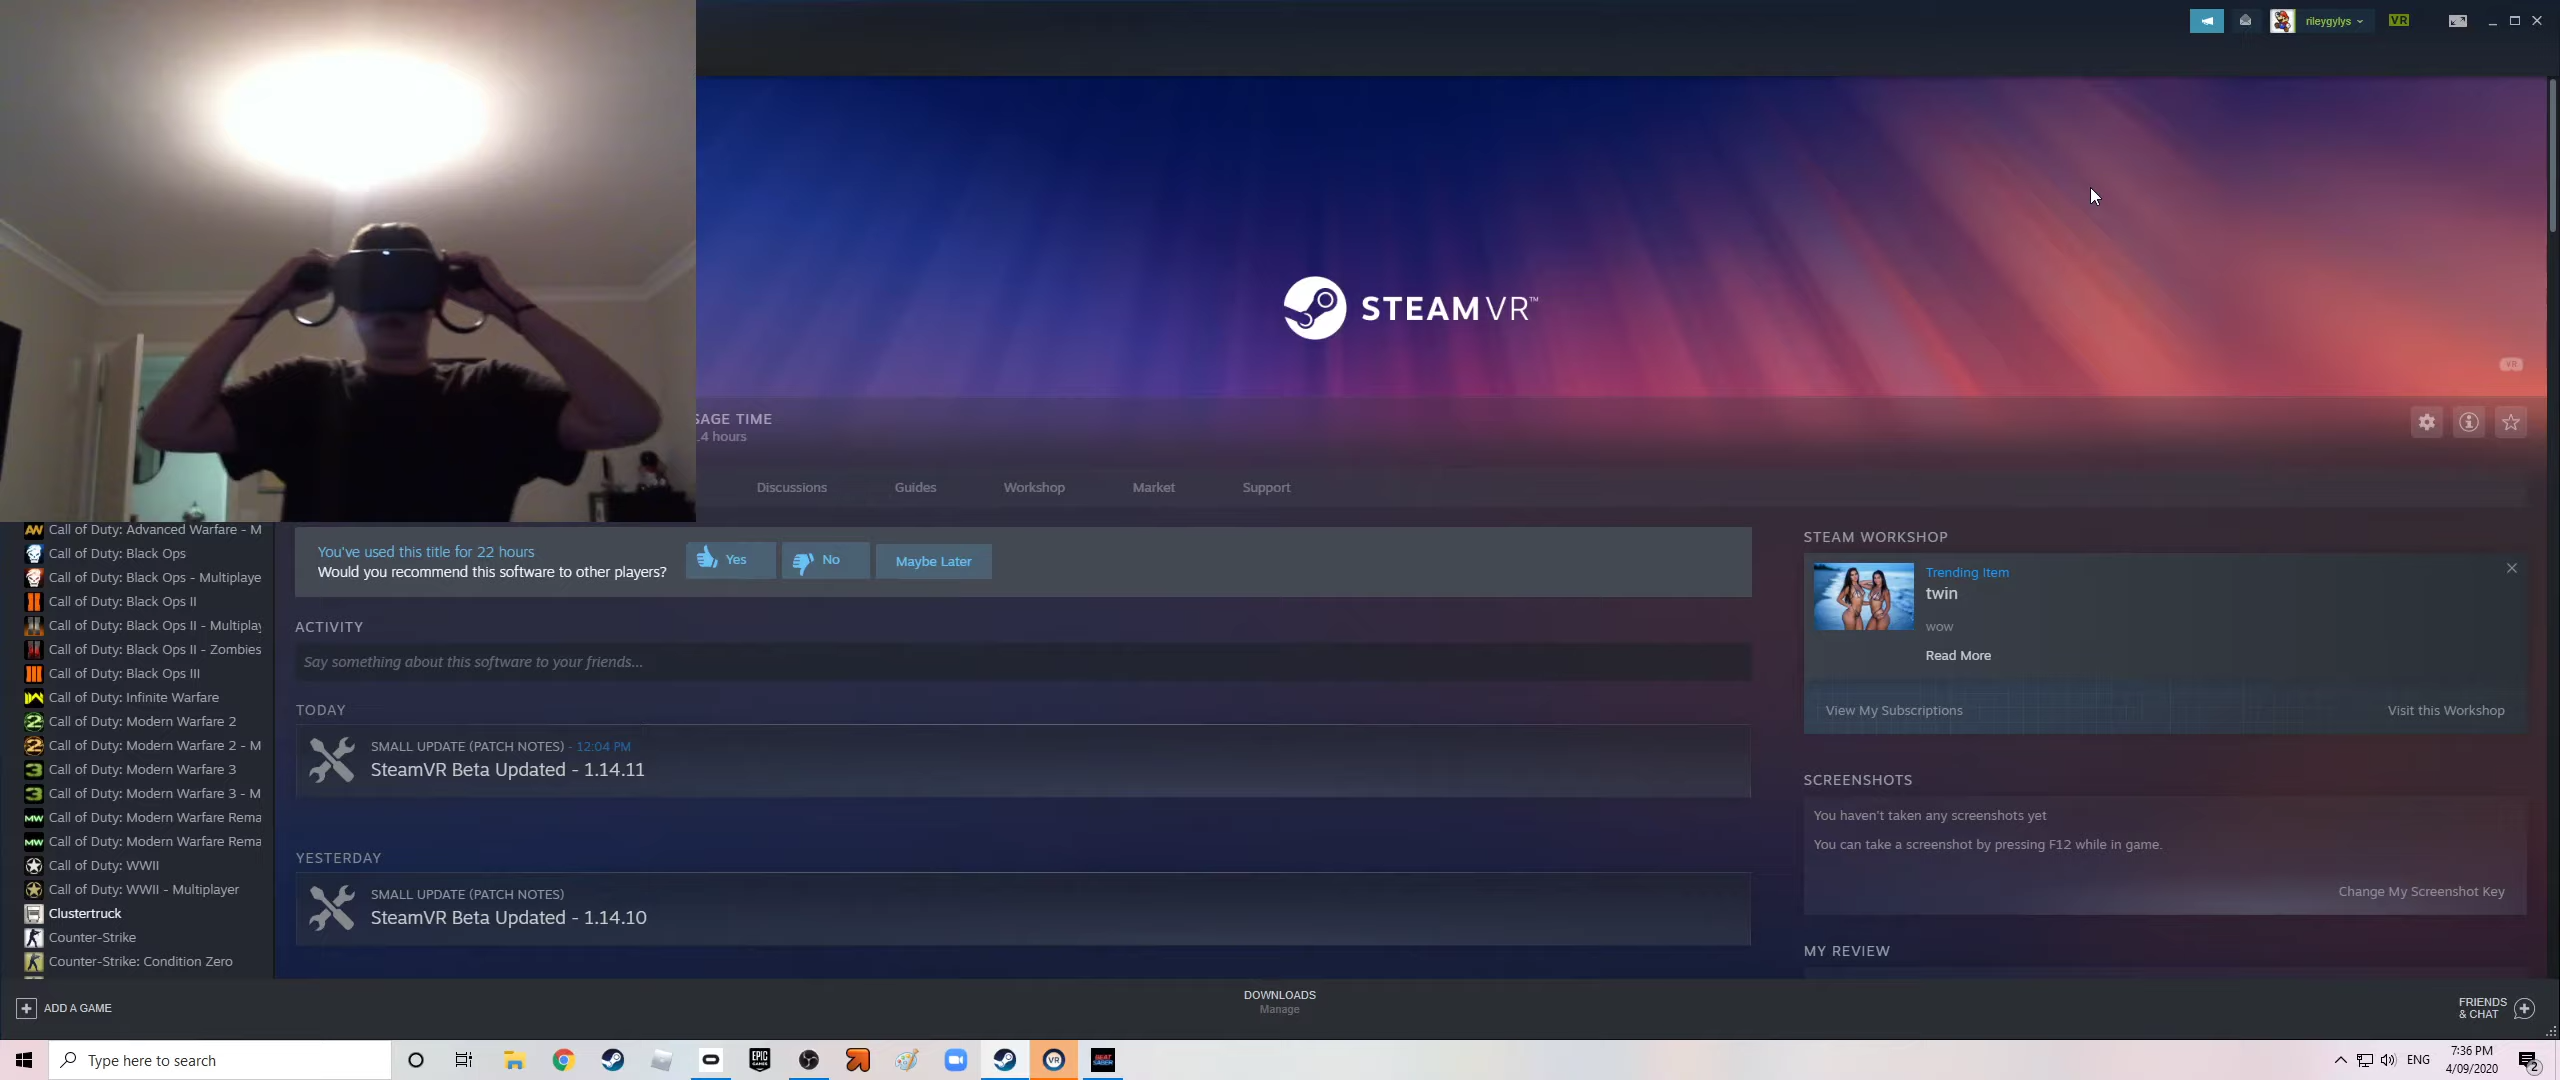 rileygylys
VR
STEAMVR™
VR
SAGE TIME
.4 hours
Discussions Guides Workshop Market Support
Call of Duty: Advanced Warfare - M
Call of Duty: Black Ops
Call of Duty: Black Ops - Multiplaye
Call of Duty: Black Ops II
Call of Duty: Black Ops II - Multipla
Call of Duty: Black Ops II - Zombies
Call of Duty: Black Ops III
Call of Duty: Infinite Warfare
Call of Duty: Modern Warfare 2
Call of Duty: Modern Warfare 2 - M
Call of Duty: Modern Warfare 3
Call of Duty: Modern Warfare 3 - M
Call of Duty: Modern Warfare Rema
Call of Duty: Modern Warfare Rema
Call of Duty: WWII
Call of Duty: WWII - Multiplayer
Clustertruck
Counter-Strike
Counter-Strike: Condition Zero
You've used this title for 22 hours
Would you recommend this software to other players?
Yes No Maybe Later
ACTIVITY
Say something about this software to your friends...
TODAY
SMALL UPDATE (PATCH NOTES) - 12:04 PM
SteamVR Beta Updated - 1.14.11
YESTERDAY
SMALL UPDATE (PATCH NOTES)
SteamVR Beta Updated - 1.14.10
STEAM WORKSHOP
Trending Item
twin
wow
Read More
View My Subscriptions Visit this Workshop
SCREENSHOTS
You haven't taken any screenshots yet
You can take a screenshot by pressing F12 while in game.
Change My Screenshot Key
MY REVIEW
ADD A GAME
DOWNLOADS
Manage
FRIENDS
& CHAT
Type here to search
EPIC
GAMES
VR
BEAT
SABER
ENG
7:36 PM
4/09/2020
2